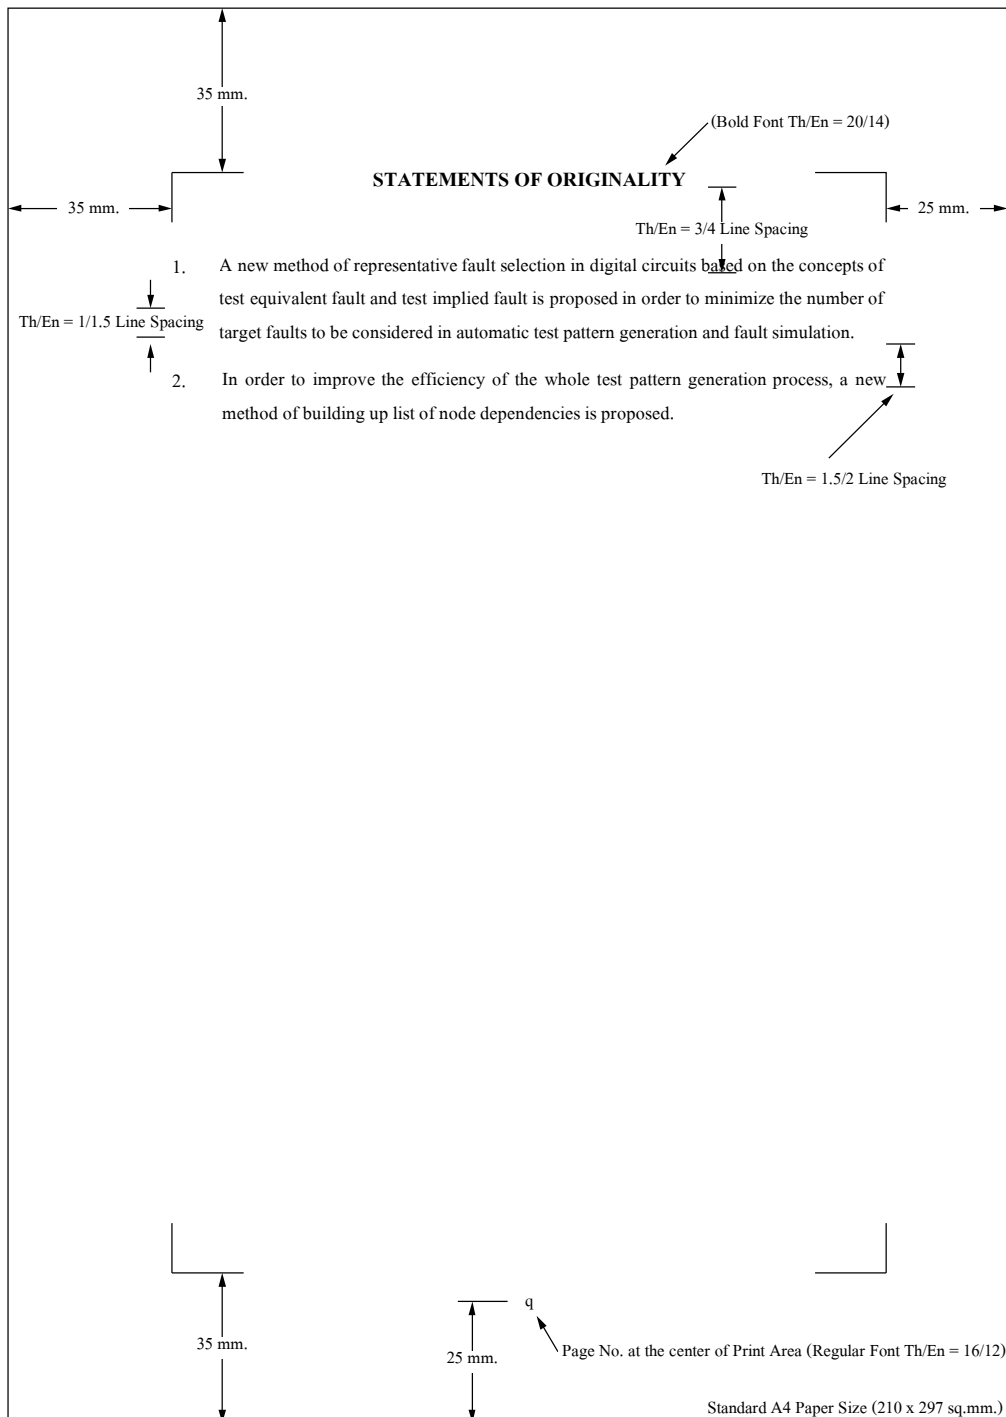 35 mm.
(Bold Font Th/En = 20/14)
STATEMENTS OF ORIGINALITY
35 mm.
25 mm.
Th/En = 3/4 Line Spacing
1. A new method of representative fault selection in digital circuits based on the concepts of
test equivalent fault and test implied fault is proposed in order to minimize the number of
Th/En = 1/1.5 Line Spacing
target faults to be considered in automatic test pattern generation and fault simulation.
2. In order to improve the efficiency of the whole test pattern generation process, a new
method of building up list of node dependencies is proposed.
Th/En = 1.5/2 Line Spacing
q
35 mm.
25 mm.
Page No. at the center of Print Area (Regular Font Th/En = 16/12)
Standard A4 Paper Size (210 x 297 sq.mm.)